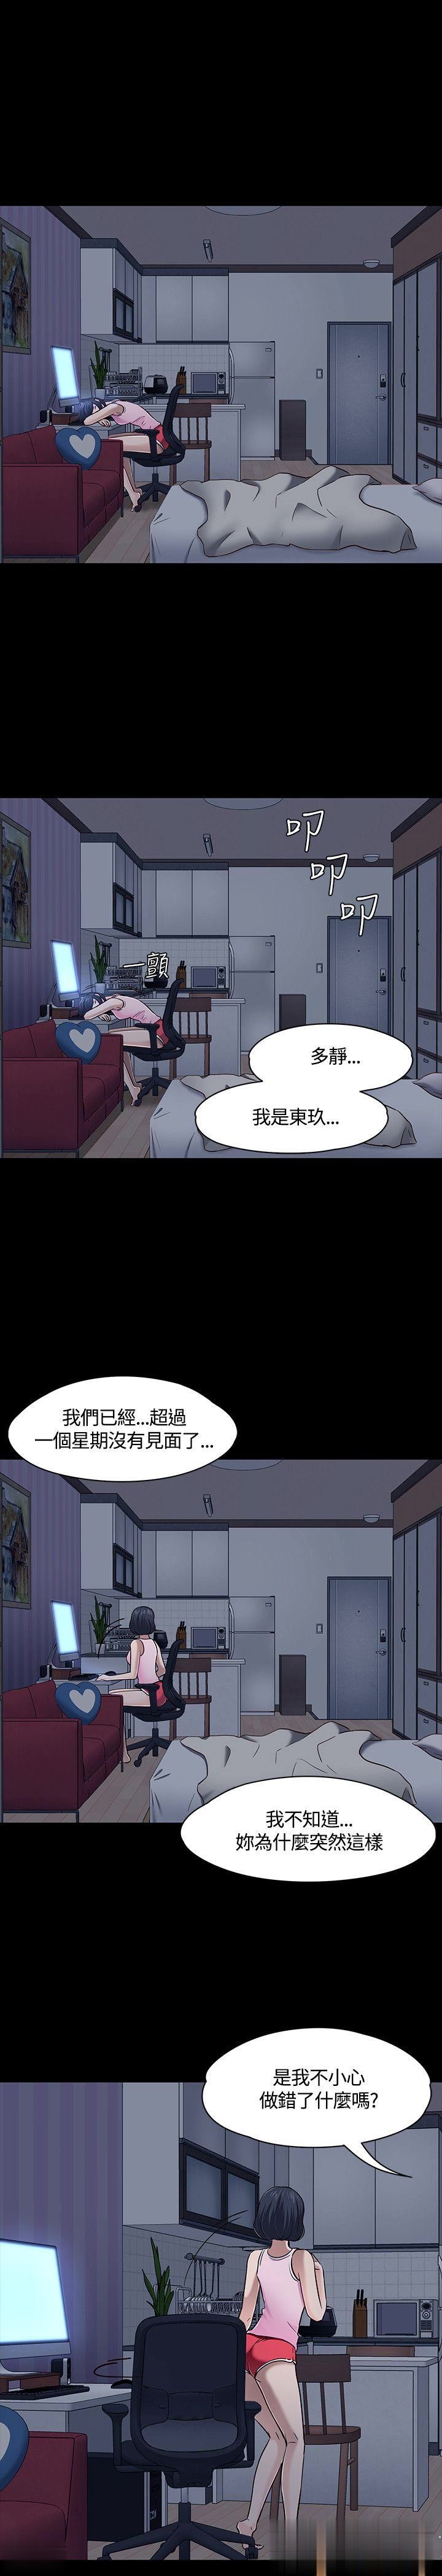 叩
叩
叩
一顫
多靜...
我是東玖...
我們已經...超過
一個星期沒有見面了...
我不知道...
妳為什麼突然這樣
是我不小心
做錯了什麼嗎?